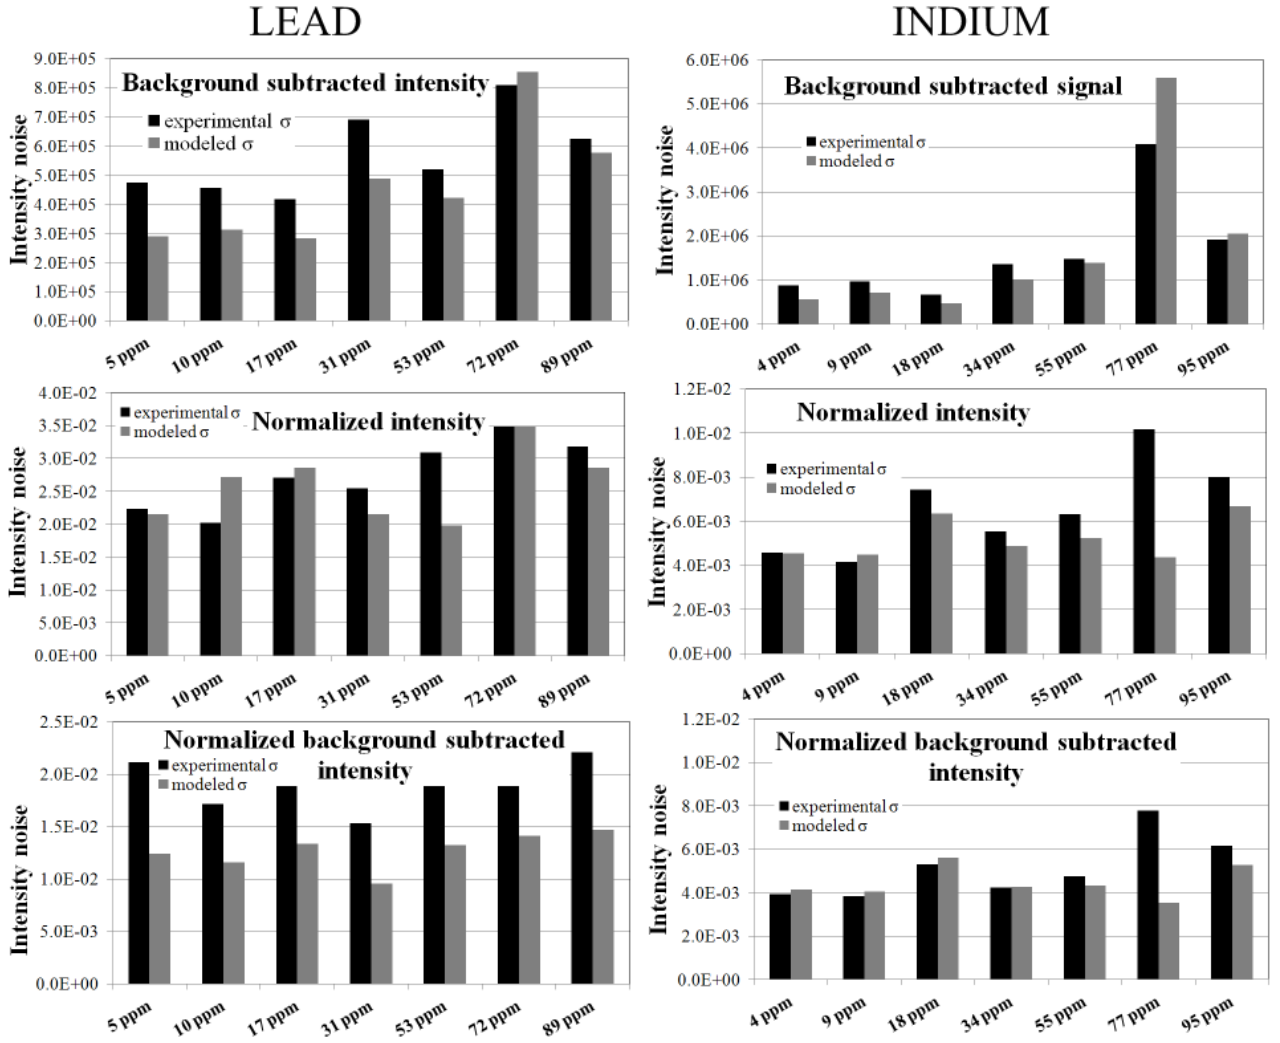 LEAD
INDIUM
Background subtracted intensity
experimental σ
modeled σ
Intensity noise
9.0E+05
8.0E+05
7.0E+05
6.0E+05
5.0E+05
4.0E+05
3.0E+05
2.0E+05
1.0E+05
0.0E+00
5 ppm
10 ppm
17 ppm
31 ppm
53 ppm
72 ppm
89 ppm
Background subtracted signal
experimental σ
modeled σ
Intensity noise
6.0E+06
5.0E+06
4.0E+06
3.0E+06
2.0E+06
1.0E+06
0.0E+00
4 ppm
9 ppm
18 ppm
34 ppm
55 ppm
77 ppm
95 ppm
Normalized intensity
experimental σ
modeled σ
Intensity noise
4.0E-02
3.5E-02
3.0E-02
2.5E-02
2.0E-02
1.5E-02
1.0E-02
5.0E-03
0.0E+00
5 ppm
10 ppm
17 ppm
31 ppm
53 ppm
72 ppm
89 ppm
Normalized intensity
experimental σ
modeled σ
Intensity noise
1.2E-02
1.0E-02
8.0E-03
6.0E-03
4.0E-03
2.0E-03
0.0E+00
4 ppm
9 ppm
18 ppm
34 ppm
55 ppm
77 ppm
95 ppm
Normalized background subtracted
intensity
experimental σ
modeled σ
Intensity noise
2.5E-02
2.0E-02
1.5E-02
1.0E-02
5.0E-03
0.0E+00
5 ppm
10 ppm
17 ppm
31 ppm
53 ppm
72 ppm
89 ppm
Normalized background subtracted
intensity
experimental σ
modeled σ
Intensity noise
1.2E-02
1.0E-02
8.0E-03
6.0E-03
4.0E-03
2.0E-03
0.0E+00
4 ppm
9 ppm
18 ppm
34 ppm
55 ppm
77 ppm
95 ppm